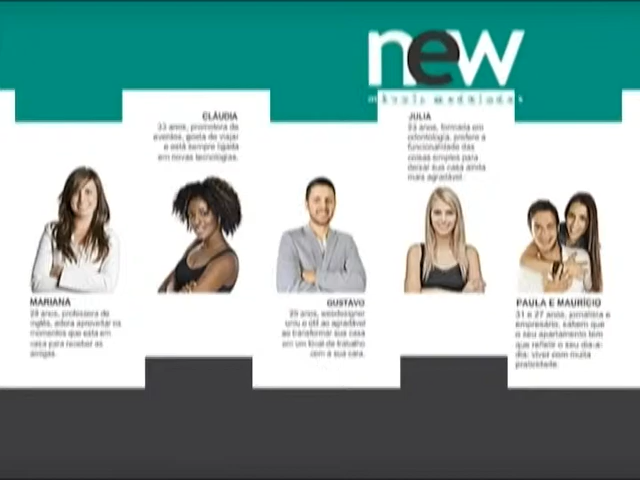 new
CLÁUDIA
33 anos, promotora de
eventos, gosta de viajar
e está sempre ligada
em novas tecnologias.
JULIA
23 anos, formada em
odontologia, prefere a
funcionalidade das
coisas simples para
deixar sua casa ainda
mais agradável.
MARIANA
28 anos, professora de
inglês, adora aproveitar os
momentos que está em
casa para receber as
amigas.
GUSTAVO
25 anos, webdesigner
uniu o útil ao agradável
ao transformar sua casa
em um local de trabalho
com a sua cara.
PAULA E MAURÍCIO
31 e 27 anos, jornalista e
empresário, sabem que
o seu apartamento tem
que refletir o seu dia-a-
dia: viver com muita
praticidade.